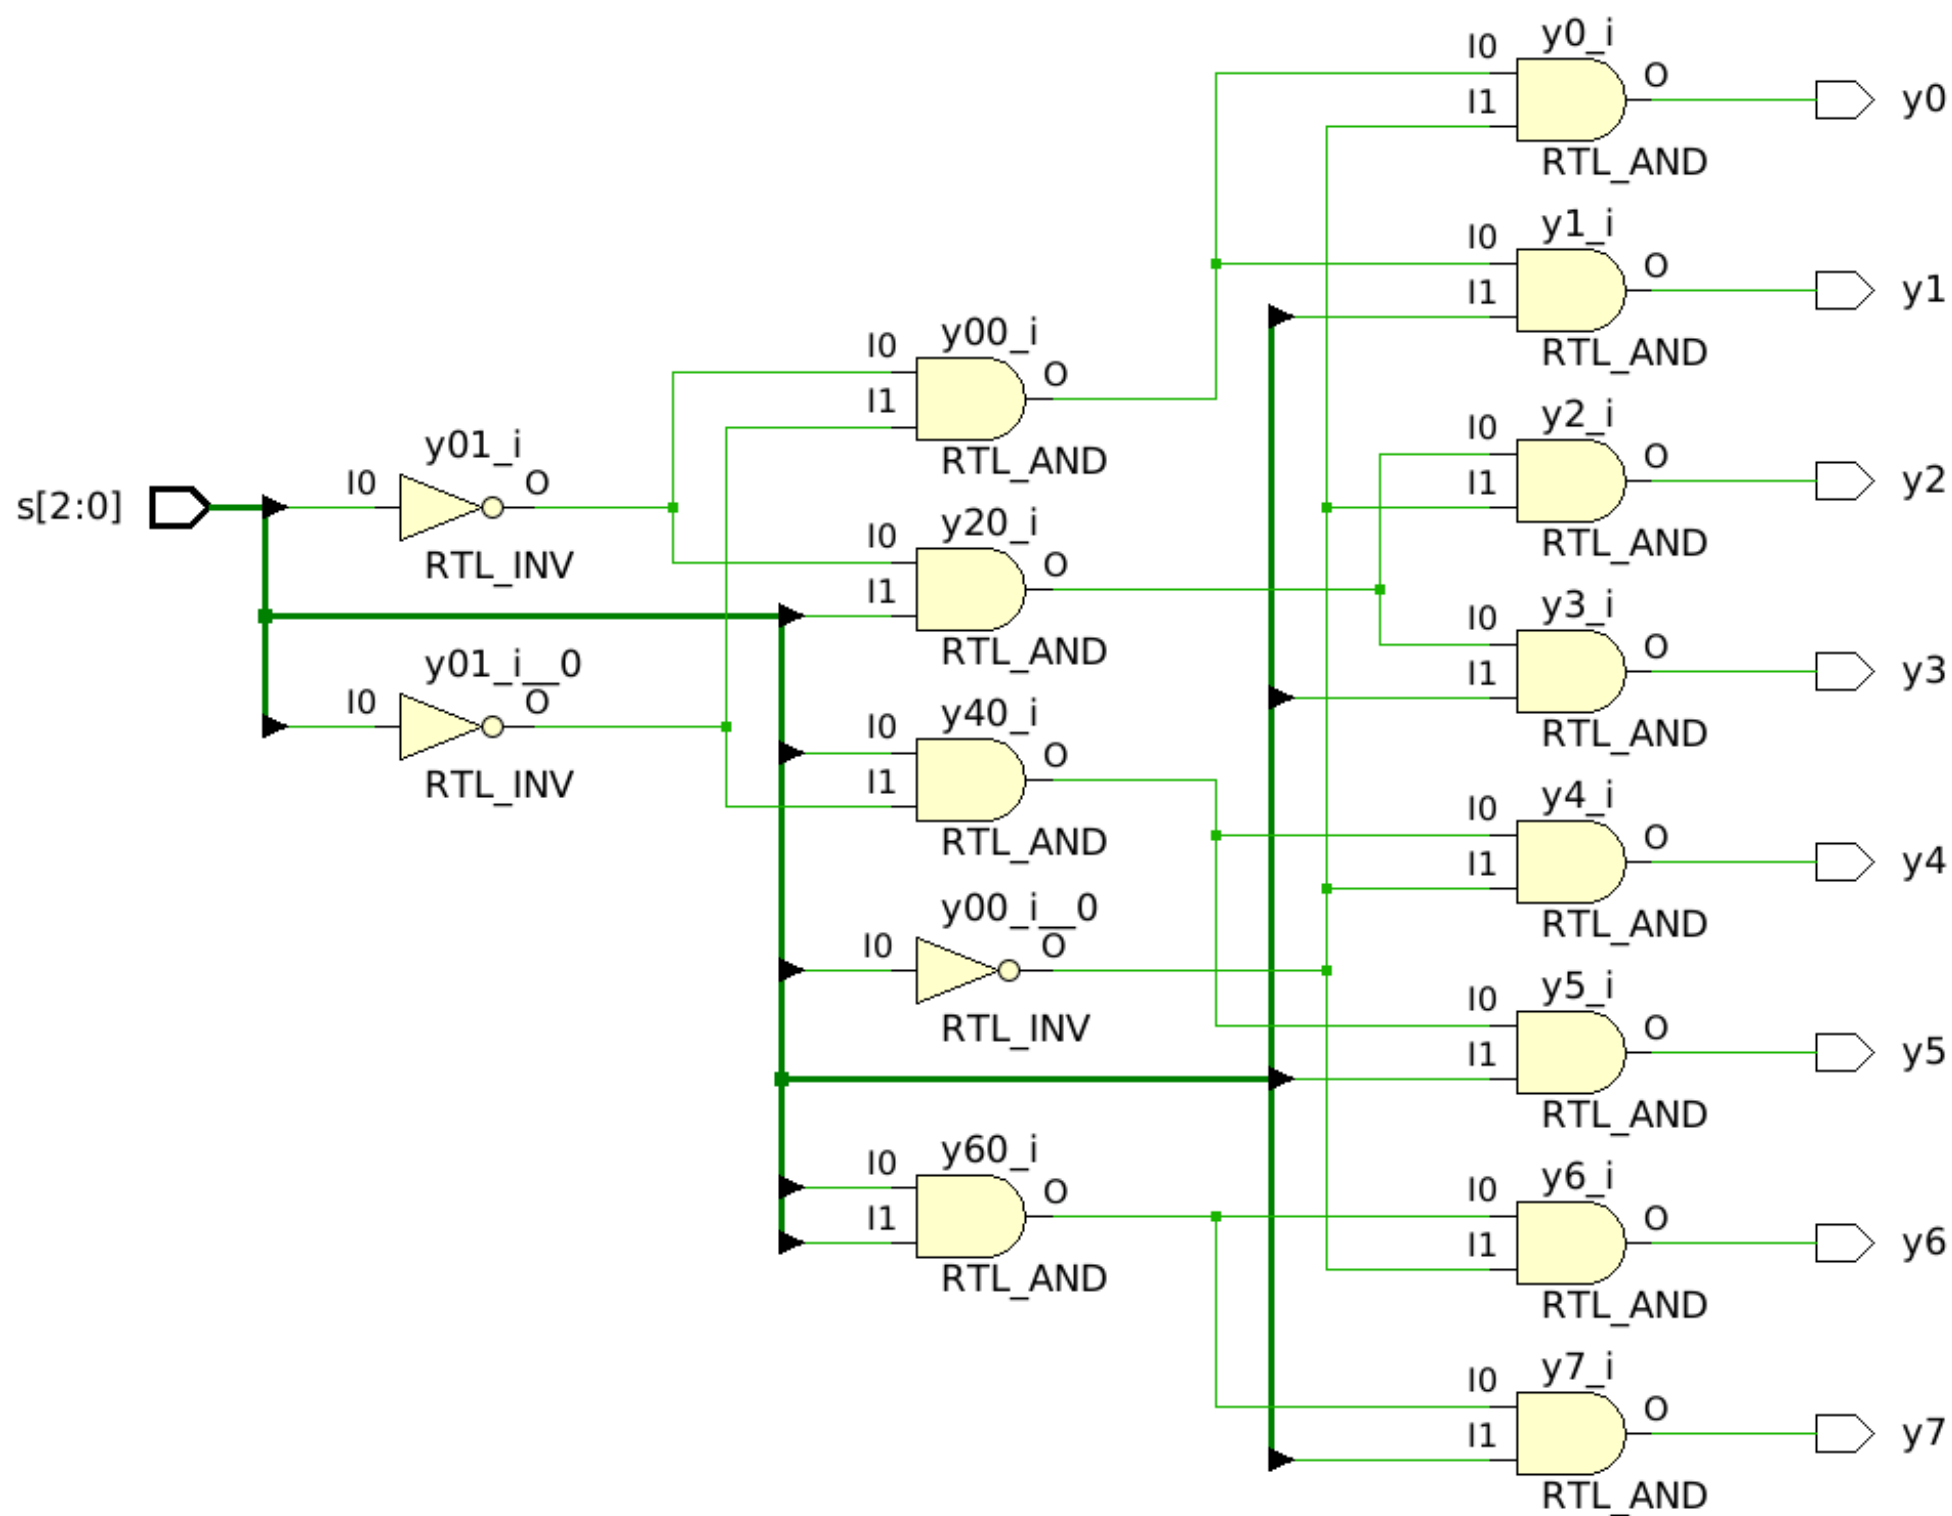 s[2:0]
y01_i
I0
O
RTL_INV
y01_i__0
I0
O
RTL_INV
y00_i
I0
I1
O
RTL_AND
y20_i
I0
I1
O
RTL_AND
y40_i
I0
I1
O
RTL_AND
y00_i__0
I0
O
RTL_INV
y60_i
I0
I1
O
RTL_AND
y0_i
I0
I1
O
RTL_AND
y0
y1_i
I0
I1
O
RTL_AND
y1
y2_i
I0
I1
O
RTL_AND
y2
y3_i
I0
I1
O
RTL_AND
y3
y4_i
I0
I1
O
RTL_AND
y4
y5_i
I0
I1
O
RTL_AND
y5
y6_i
I0
I1
O
RTL_AND
y6
y7_i
I0
I1
O
RTL_AND
y7